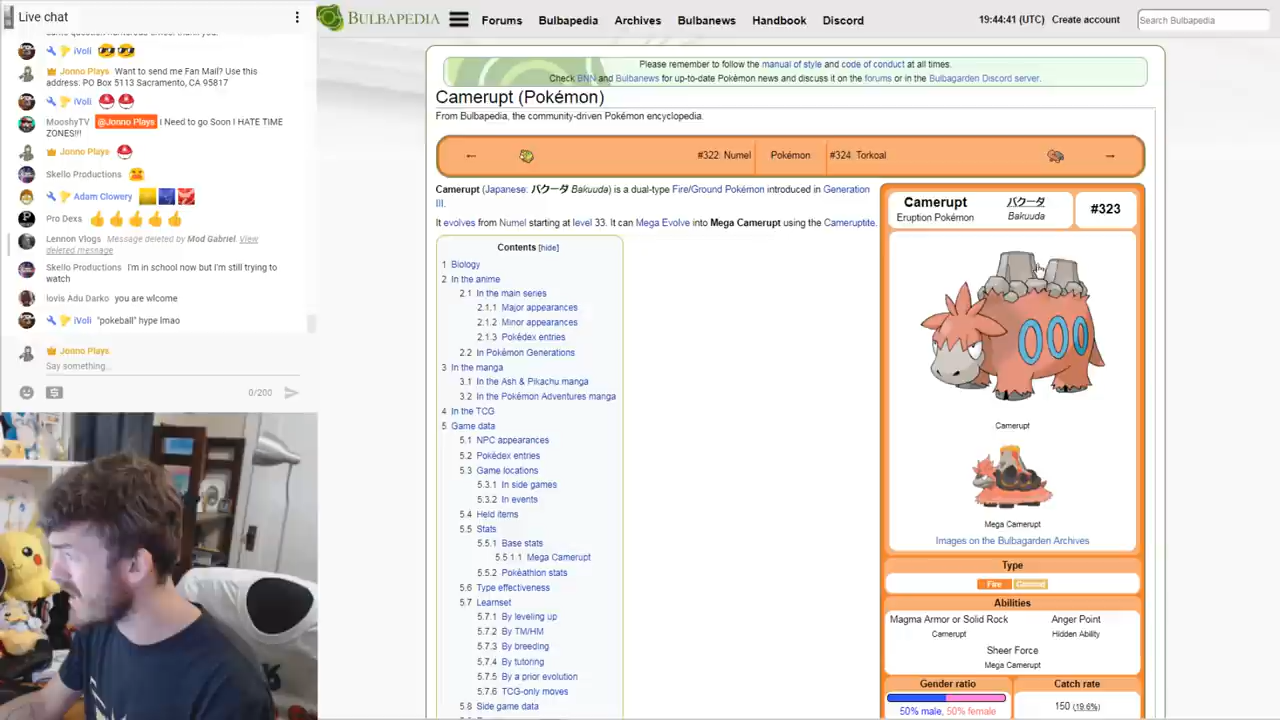 Live chat
iVoli
Jonno Plays Want to send me Fan Mail? Use this
address: PO Box 5113 Sacramento, CA 95817
iVoli
MooshyTV @Jonno Plays I Need to go Soon I HATE TIME
ZONES!!!
Jonno Plays
Skello Productions
Adam Clowery
Pro Dexs
Lennon Vlogs Message deleted by Mod Gabriel. View
deleted message
Skello Productions I'm in school now but I'm still trying to
watch
lovis Adu Darko you are wlcome
iVoli "pokeball" hype lmao
Jonno Plays
Say something...
0/200
BULBAPEDIA
Forums Bulbapedia Archives Bulbanews Handbook Discord
19:44:41 (UTC) Create account
Search Bulbapedia
Please remember to follow the manual of style and code of conduct at all times.
Check BNN and Bulbanews for up-to-date Pokémon news and discuss it on the forums or in the Bulbagarden Discord server.
Camerupt (Pokémon)
From Bulbapedia, the community-driven Pokémon encyclopedia.
← #322: Numel Pokémon #324: Torkoal →
Camerupt (Japanese: バクーダ Bakuuda) is a dual-type Fire/Ground Pokémon introduced in Generation
III.
It evolves from Numel starting at level 33. It can Mega Evolve into Mega Camerupt using the Cameruptite.
Contents [hide]
1 Biology
2 In the anime
2.1 In the main series
2.1.1 Major appearances
2.1.2 Minor appearances
2.1.3 Pokédex entries
2.2 In Pokémon Generations
3 In the manga
3.1 In the Ash & Pikachu manga
3.2 In the Pokémon Adventures manga
4 In the TCG
5 Game data
5.1 NPC appearances
5.2 Pokédex entries
5.3 Game locations
5.3.1 In side games
5.3.2 In events
5.4 Held items
5.5 Stats
5.5.1 Base stats
5.5.1.1 Mega Camerupt
5.5.2 Pokéathlon stats
5.6 Type effectiveness
5.7 Learnset
5.7.1 By leveling up
5.7.2 By TM/HM
5.7.3 By breeding
5.7.4 By tutoring
5.7.5 By a prior evolution
5.7.6 TCG-only moves
5.8 Side game data
Camerupt
Eruption Pokémon
バクーダ
Bakuuda
#323
Camerupt
Mega Camerupt
Images on the Bulbagarden Archives
Type
Fire Ground
Abilities
Magma Armor or Solid Rock
Camerupt
Anger Point
Hidden Ability
Sheer Force
Mega Camerupt
Gender ratio
50% male, 50% female
Catch rate
150 (19.6%)